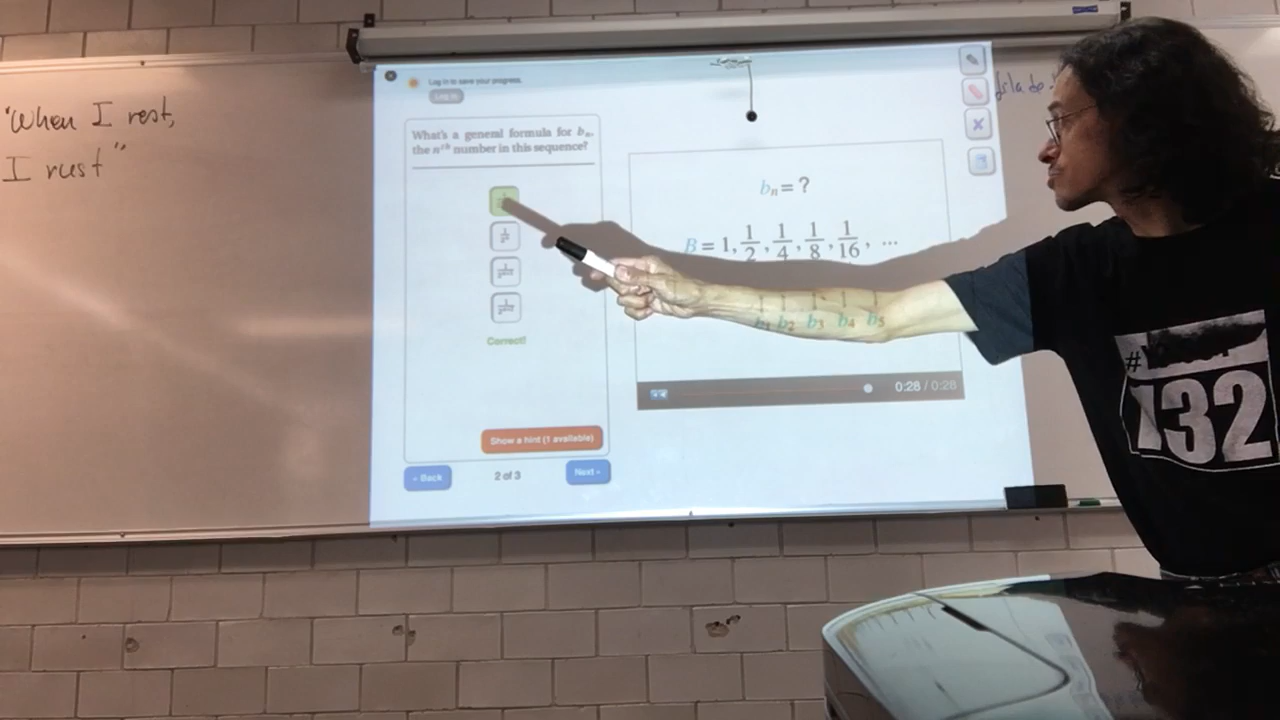 "When I rest,
I rust"
Log in to save your progress.
Log in
What's a general formula for bₙ,
the nᵗʰ number in this sequence?
Correct!
Show a hint (1 available)
‹ Back
2 of 3
Next ›
bₙ = ?
B = 1, 1/2, 1/4, 1/8, 1/16, ...
b₁ b₂ b₃ b₄ b₅
0:28 / 0:28
#
132